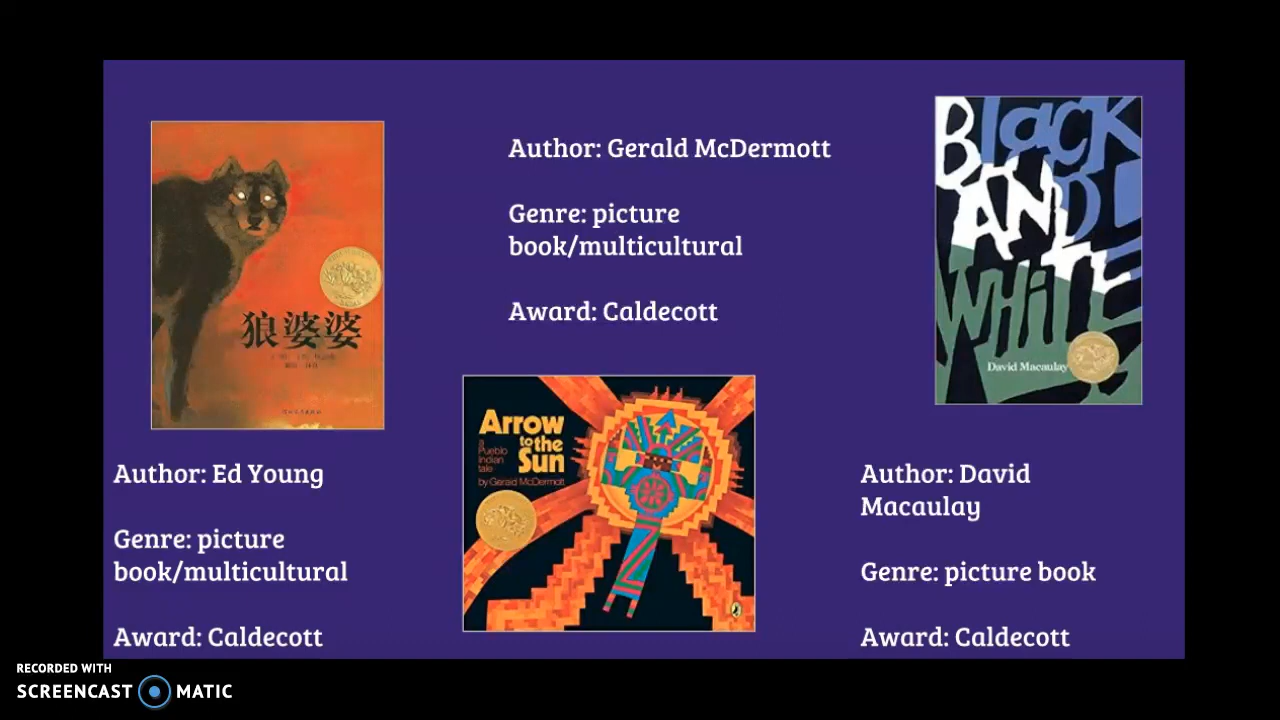 狼婆婆
Author: Ed Young
Genre: picture
book/multicultural
Award: Caldecott
Author: Gerald McDermott
Genre: picture
book/multicultural
Award: Caldecott
Arrow
to the
Sun
a
Pueblo
Indian
tale
by Gerald McDermott
Black
AND
WHiTE
David Macaulay
Author: David
Macaulay
Genre: picture book
Award: Caldecott
RECORDED WITH
SCREENCAST MATIC